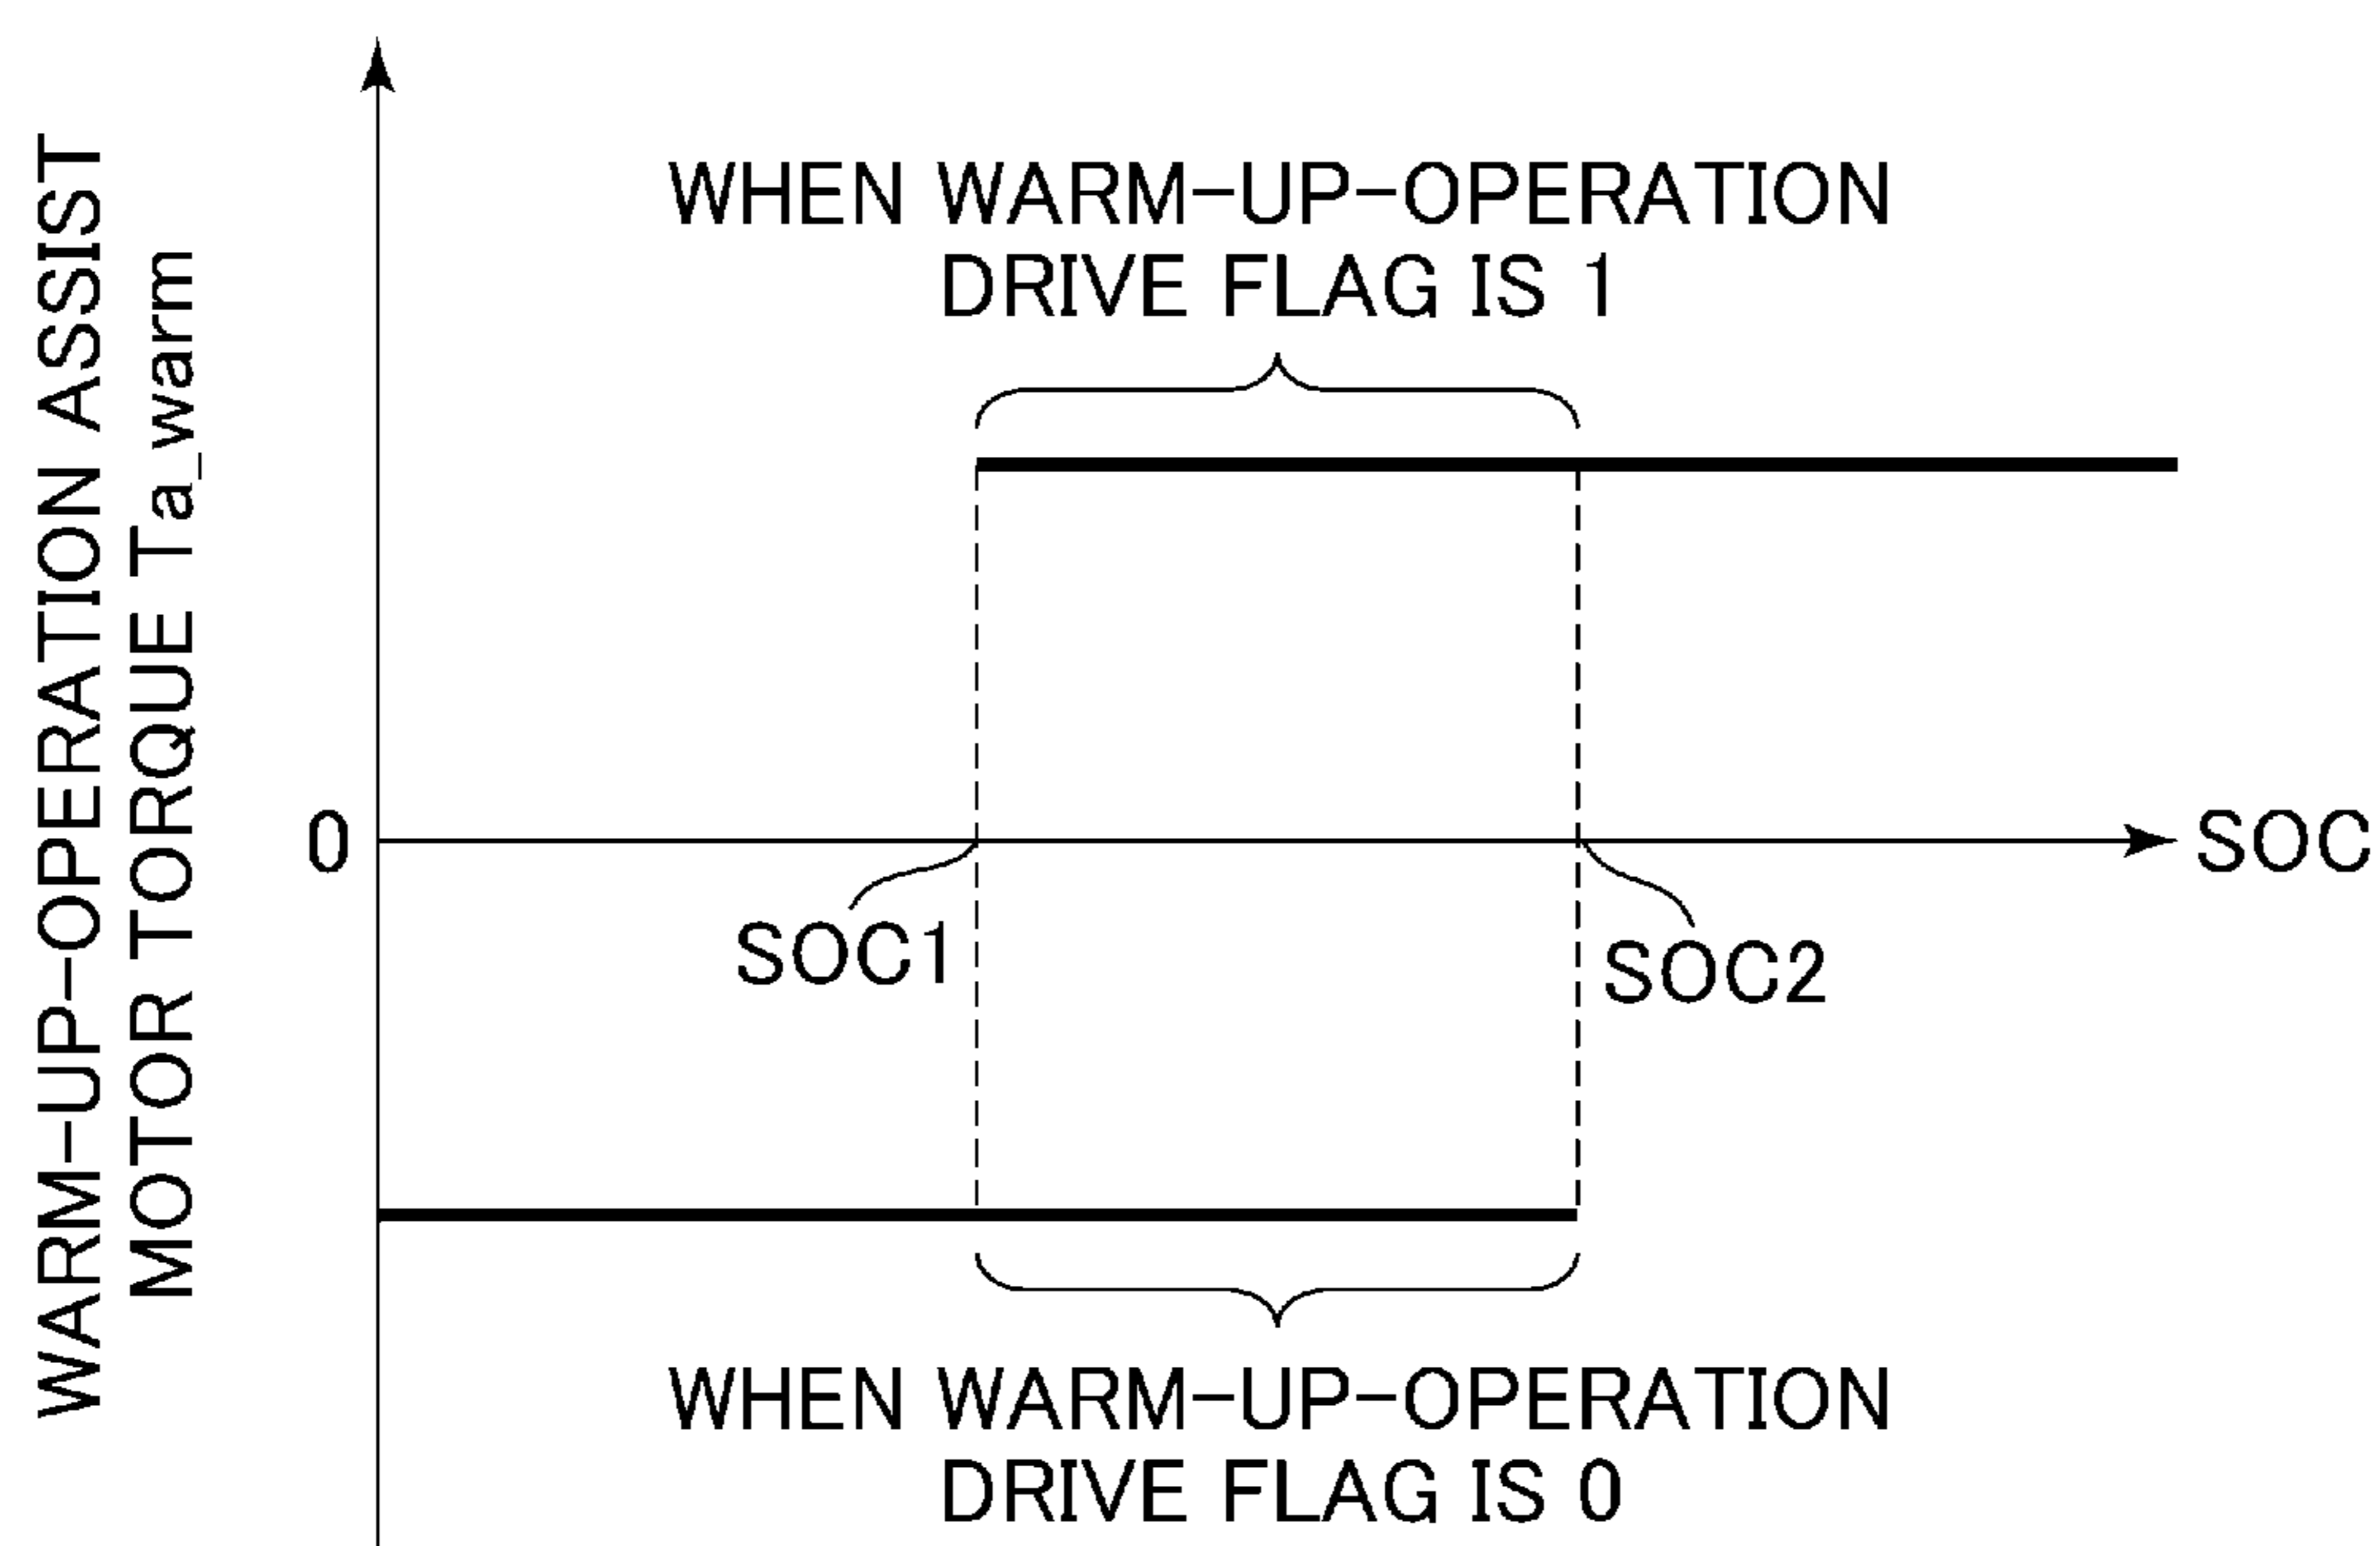 WARM-UP-OPERATION ASSIST
MOTOR TORQUE Ta_warm
WHEN WARM-UP-OPERATION
DRIVE FLAG IS 1
0
SOC
SOC1
SOC2
WHEN WARM-UP-OPERATION
DRIVE FLAG IS 0